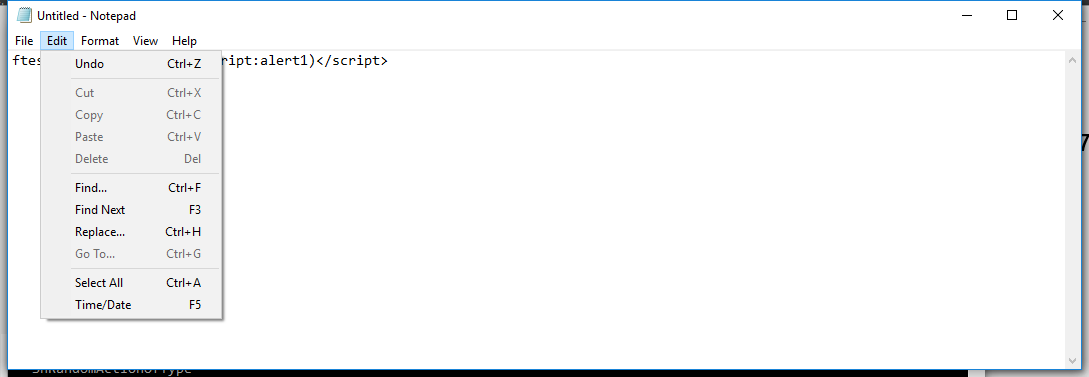 Untitled - Notepad
File Edit Format View Help
ftes ript:alert1)</script>
Undo Ctrl+Z
Cut Ctrl+X
Copy Ctrl+C
Paste Ctrl+V
Delete Del
Find... Ctrl+F
Find Next F3
Replace... Ctrl+H
Go To... Ctrl+G
Select All Ctrl+A
Time/Date F5
7